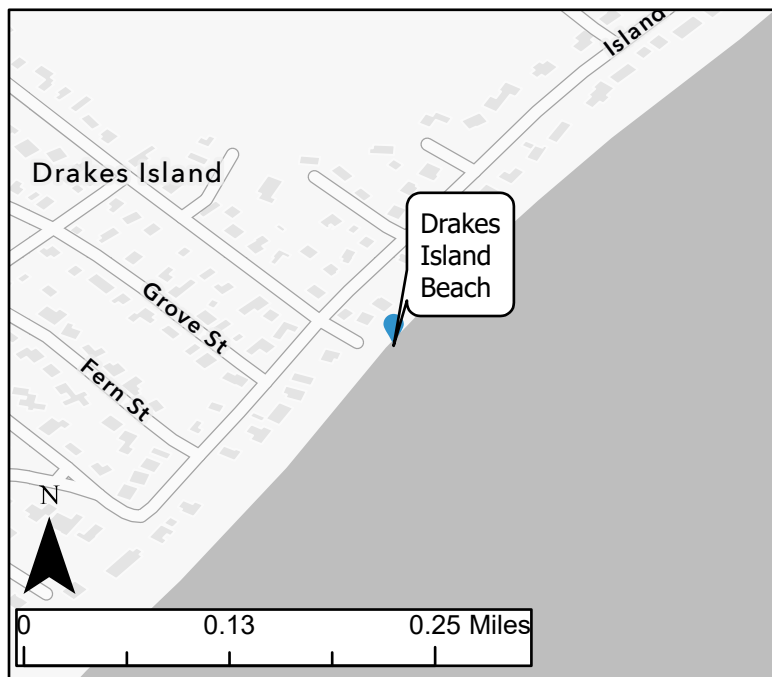 Island
Drakes Island
Drakes
Island
Beach
Grove St
Fern St
N
0 0.13 0.25 Miles